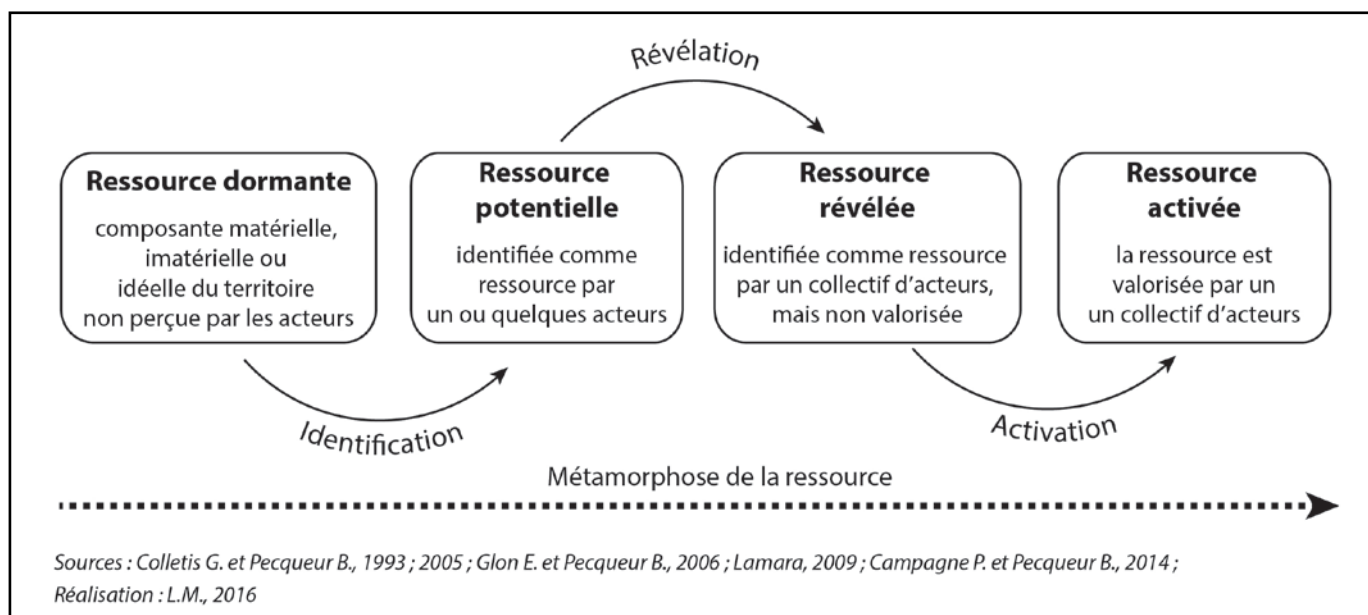 Révélation
Ressource dormante
composante matérielle,
imatérielle ou
idéelle du territoire
non perçue par les acteurs
Ressource
potentielle
identifiée comme
ressource par
un ou quelques acteurs
Ressource
révélée
identifiée comme ressource
par un collectif d'acteurs,
mais non valorisée
Ressource
activée
la ressource est
valorisée par un
un collectif d'acteurs
Identification
Activation
Métamorphose de la ressource
Sources : Colletis G. et Pecqueur B., 1993 ; 2005 ; Glon E. et Pecqueur B., 2006 ; Lamara, 2009 ; Campagne P. et Pecqueur B., 2014 ;
Réalisation : L.M., 2016